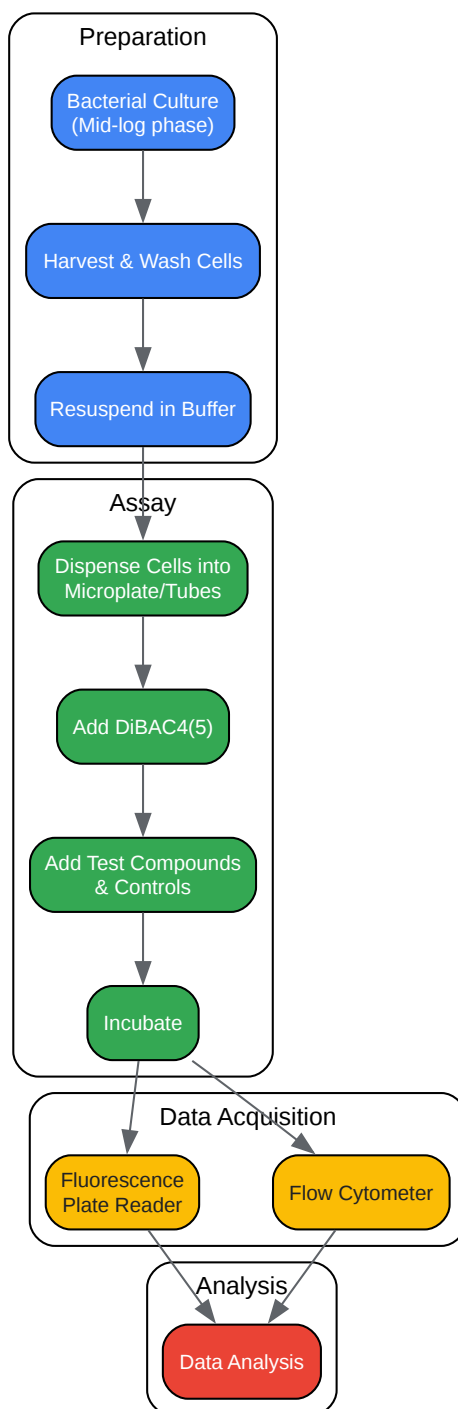 Preparation
Bacterial Culture
(Mid-log phase)
Harvest & Wash Cells
Resuspend in Buffer
Assay
Dispense Cells into
Microplate/Tubes
Add DiBAC4(5)
Add Test Compounds
& Controls
Incubate
Data Acquisition
Fluorescence
Plate Reader
Flow Cytometer
Analysis
Data Analysis